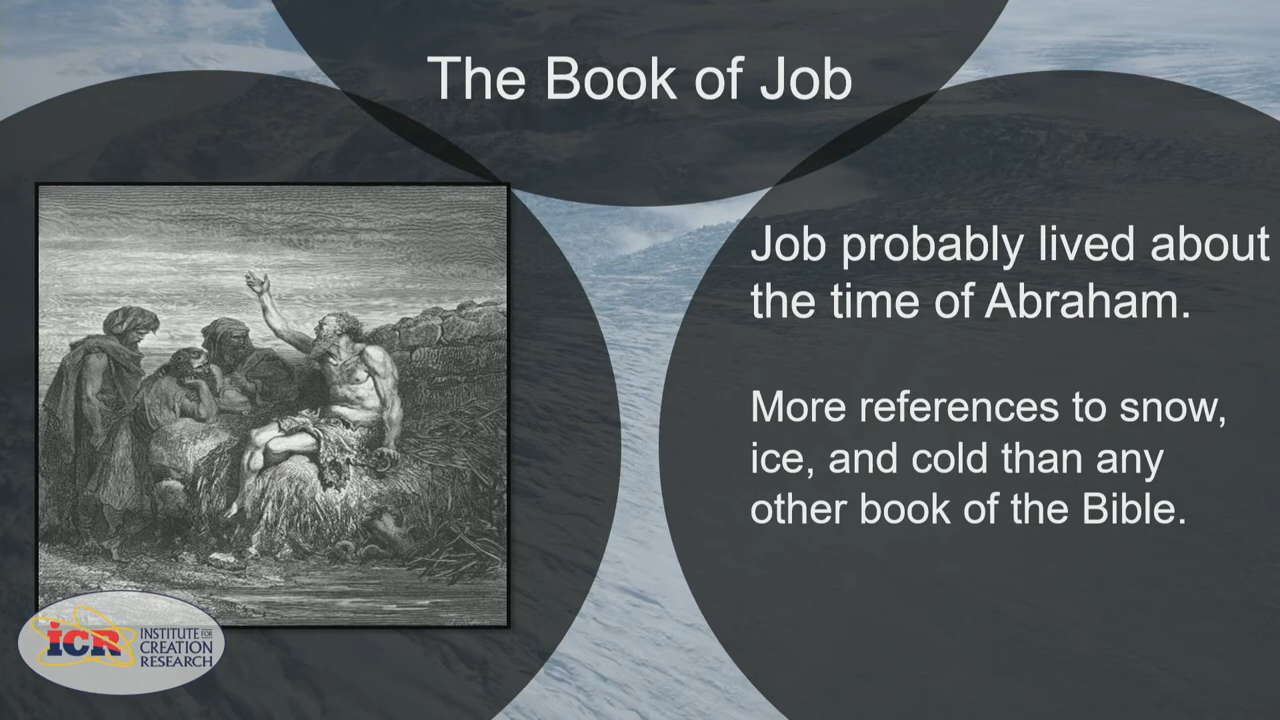 The Book of Job
Job probably lived about
the time of Abraham.
More references to snow,
ice, and cold than any
other book of the Bible.
iCR
INSTITUTE FOR
CREATION
RESEARCH